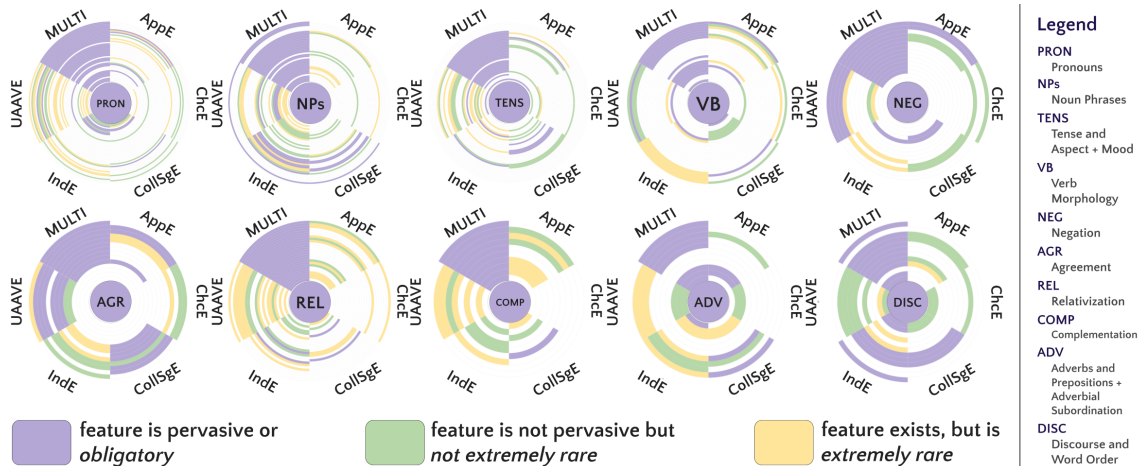 MULTI
AppE
UAAVE
PRON
ChcE
IndE
CollSgE
MULTI
AppE
UAAVE
NPs
ChcE
IndE
CollSgE
MULTI
AppE
UAAVE
TENS
ChcE
IndE
CollSgE
MULTI
AppE
UAAVE
VB
ChcE
IndE
CollSgE
MULTI
AppE
UAAVE
NEG
ChcE
IndE
CollSgE
MULTI
AppE
UAAVE
AGR
ChcE
IndE
CollSgE
MULTI
AppE
UAAVE
REL
ChcE
IndE
CollSgE
MULTI
AppE
UAAVE
COMP
ChcE
IndE
CollSgE
MULTI
AppE
UAAVE
ADV
ChcE
IndE
CollSgE
MULTI
AppE
UAAVE
DISC
ChcE
IndE
CollSgE
feature is pervasive or
obligatory
feature is not pervasive but
not extremely rare
feature exists, but is
extremely rare
Legend
PRON
Pronouns
NPs
Noun Phrases
TENS
Tense and
Aspect + Mood
VB
Verb
Morphology
NEG
Negation
AGR
Agreement
REL
Relativization
COMP
Complementation
ADV
Adverbs and
Prepositions +
Adverbial
Subordination
DISC
Discourse and
Word Order